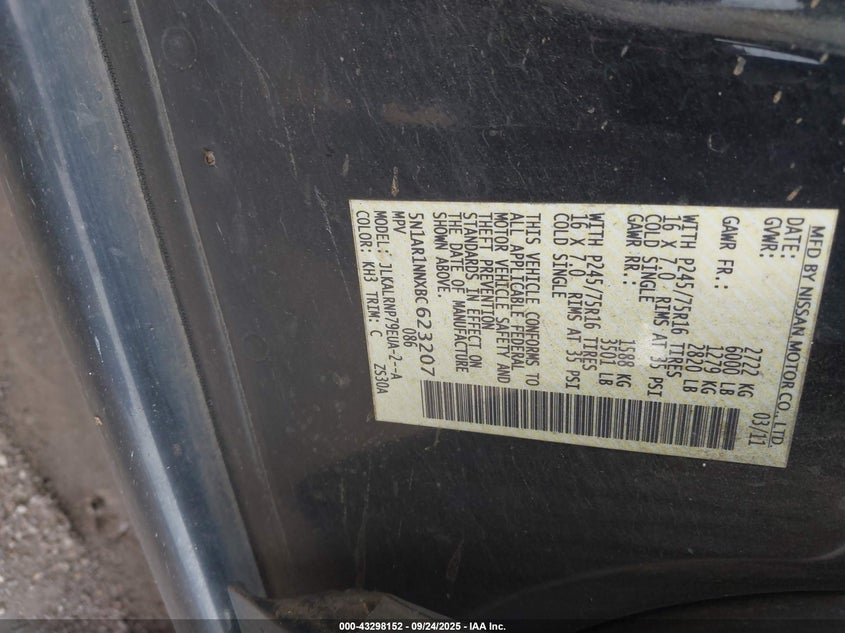 MFD BY NISSAN MOTOR CO., LTD.
DATE: 03/11
GVWR: 2722 KG
6000 LB
GAWR FR.: 1279 KG
2820 LB
WITH P245/75R16 TIRES
16 X 7.0 RIMS AT 35 PSI
COLD SINGLE
GAWR RR.: 1588 KG
3501 LB
WITH P245/75R16 TIRES
16 X 7.0 RIMS AT 35 PSI
COLD SINGLE
THIS VEHICLE CONFORMS TO
ALL APPLICABLE FEDERAL
MOTOR VEHICLE SAFETY AND
THEFT PREVENTION
STANDARDS IN EFFECT ON
THE DATE OF MANUFACTURE
SHOWN ABOVE.
5N1AR1NNXBC623207
MPV 086
MODEL: JLKALRNP79EUA-2--A
COLOR: KH3 TRIM: C ZS30A
000-43298152 - 09/24/2025 - IAA Inc.